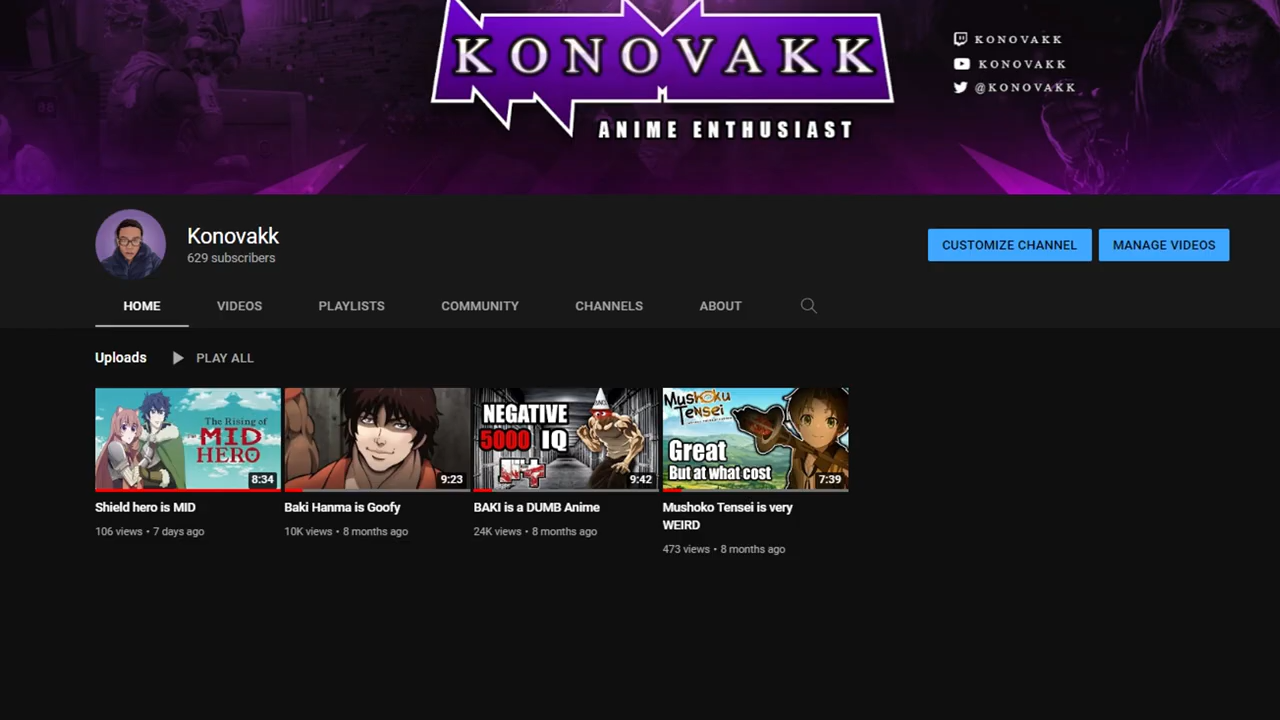 KONOVAKK
ANIME ENTHUSIAST
KONOVAKK
KONOVAKK
@KONOVAKK
Konovakk
629 subscribers
CUSTOMIZE CHANNEL
MANAGE VIDEOS
HOME
VIDEOS
PLAYLISTS
COMMUNITY
CHANNELS
ABOUT
Uploads
PLAY ALL
The Rising of
MID
HERO
8:34
9:23
NEGATIVE
5000 IQ
9:42
Mushoku
Tensei
Great
But at what cost
7:39
Shield hero is MID
106 views • 7 days ago
Baki Hanma is Goofy
10K views • 8 months ago
BAKI is a DUMB Anime
24K views • 8 months ago
Mushoko Tensei is very
WEIRD
473 views • 8 months ago